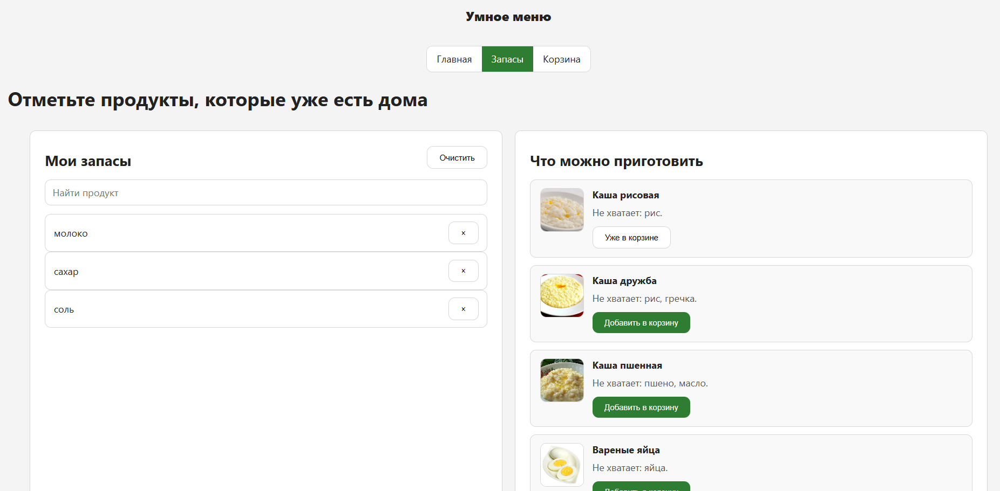 Умное меню
Главная
Запасы
Корзина
Отметьте продукты, которые уже есть дома
Мои запасы
Очистить
Найти продукт
молоко
×
сахар
×
соль
×
Что можно приготовить
Каша рисовая
Не хватает: рис.
Уже в корзине
Каша дружба
Не хватает: рис, гречка.
Добавить в корзину
Каша пшенная
Не хватает: пшено, масло.
Добавить в корзину
Вареные яйца
Не хватает: яйца.
Добавить в корзину